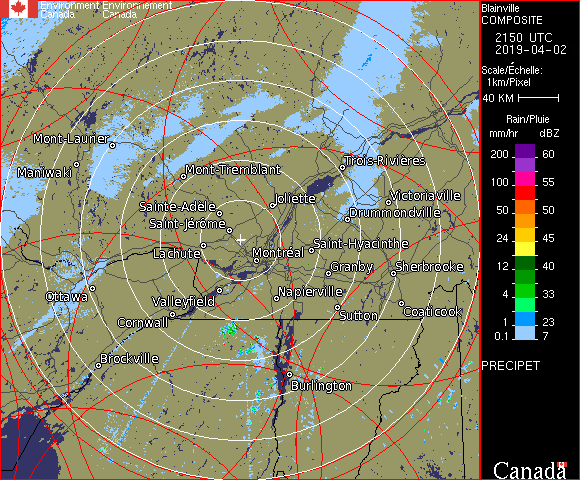 Environment Environnement
Canada Canada
Blainville
COMPOSITE
2150 UTC
2019-04-02
Scale/Échelle:
1km/Pixel
40 KM
Rain/Pluie
mm/hr dBZ
200 60
100 55
50 50
24 45
12 40
4 33
1 23
0.1 7
PRECIPET
Canada
Mont-Laurier
Maniwaki
Mont-Tremblant
Trois-Rivières
Joliette
Victoriaville
Sainte-Adèle
Drummondville
Saint-Jérôme
Lachute
Montréal
Saint-Hyacinthe
Granby
Sherbrooke
Ottawa
Valleyfield
Napierville
Coaticook
Cornwall
Sutton
Brockville
Burlington